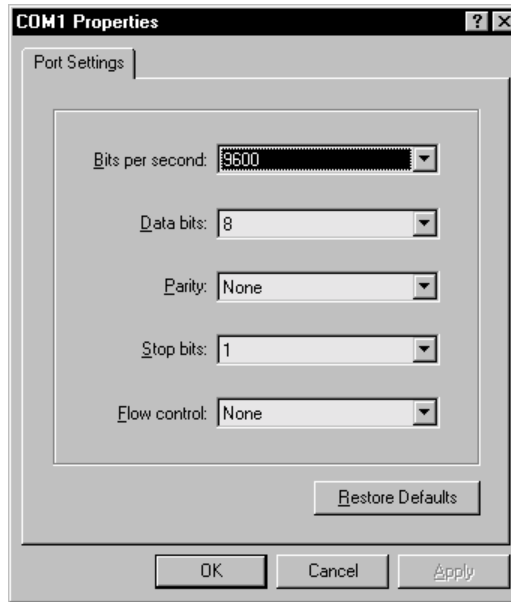 COM1 Properties
Port Settings
Bits per second: 9600
Data bits: 8
Parity: None
Stop bits: 1
Flow control: None
Restore Defaults
OK Cancel Apply